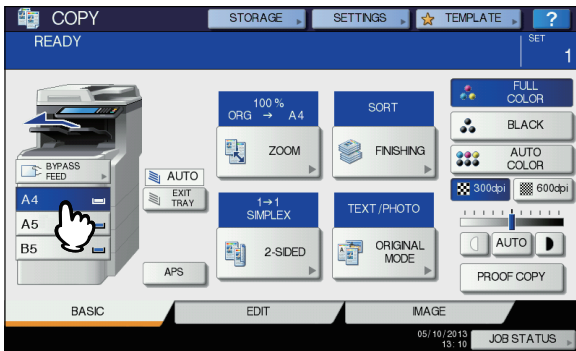 COPY
STORAGE
SETTINGS
TEMPLATE
?
READY
SET
1
100 %
ORG → A4
ZOOM
SORT
FINISHING
FULL
COLOR
BLACK
AUTO
COLOR
BYPASS
FEED
A4
A5
B5
AUTO
EXIT
TRAY
APS
1→1
SIMPLEX
2-SIDED
TEXT/PHOTO
ORIGINAL
MODE
300dpi
600dpi
AUTO
PROOF COPY
BASIC
EDIT
IMAGE
05/10/2013
13:10
JOB STATUS